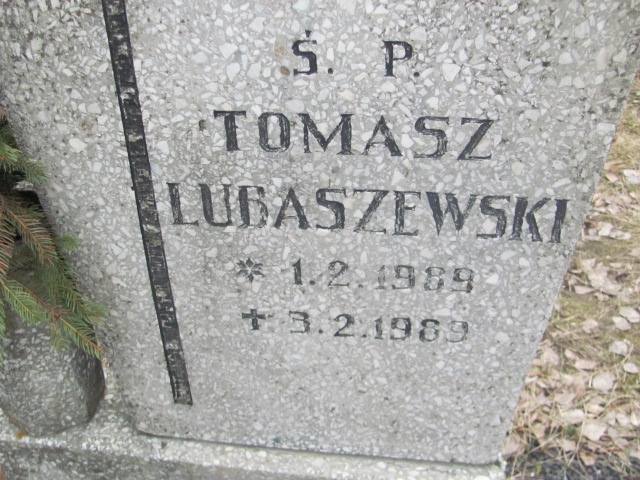 Ś. P.
TOMASZ
LUBASZEWSKI
* 1.2.1989
+ 3.2.1989